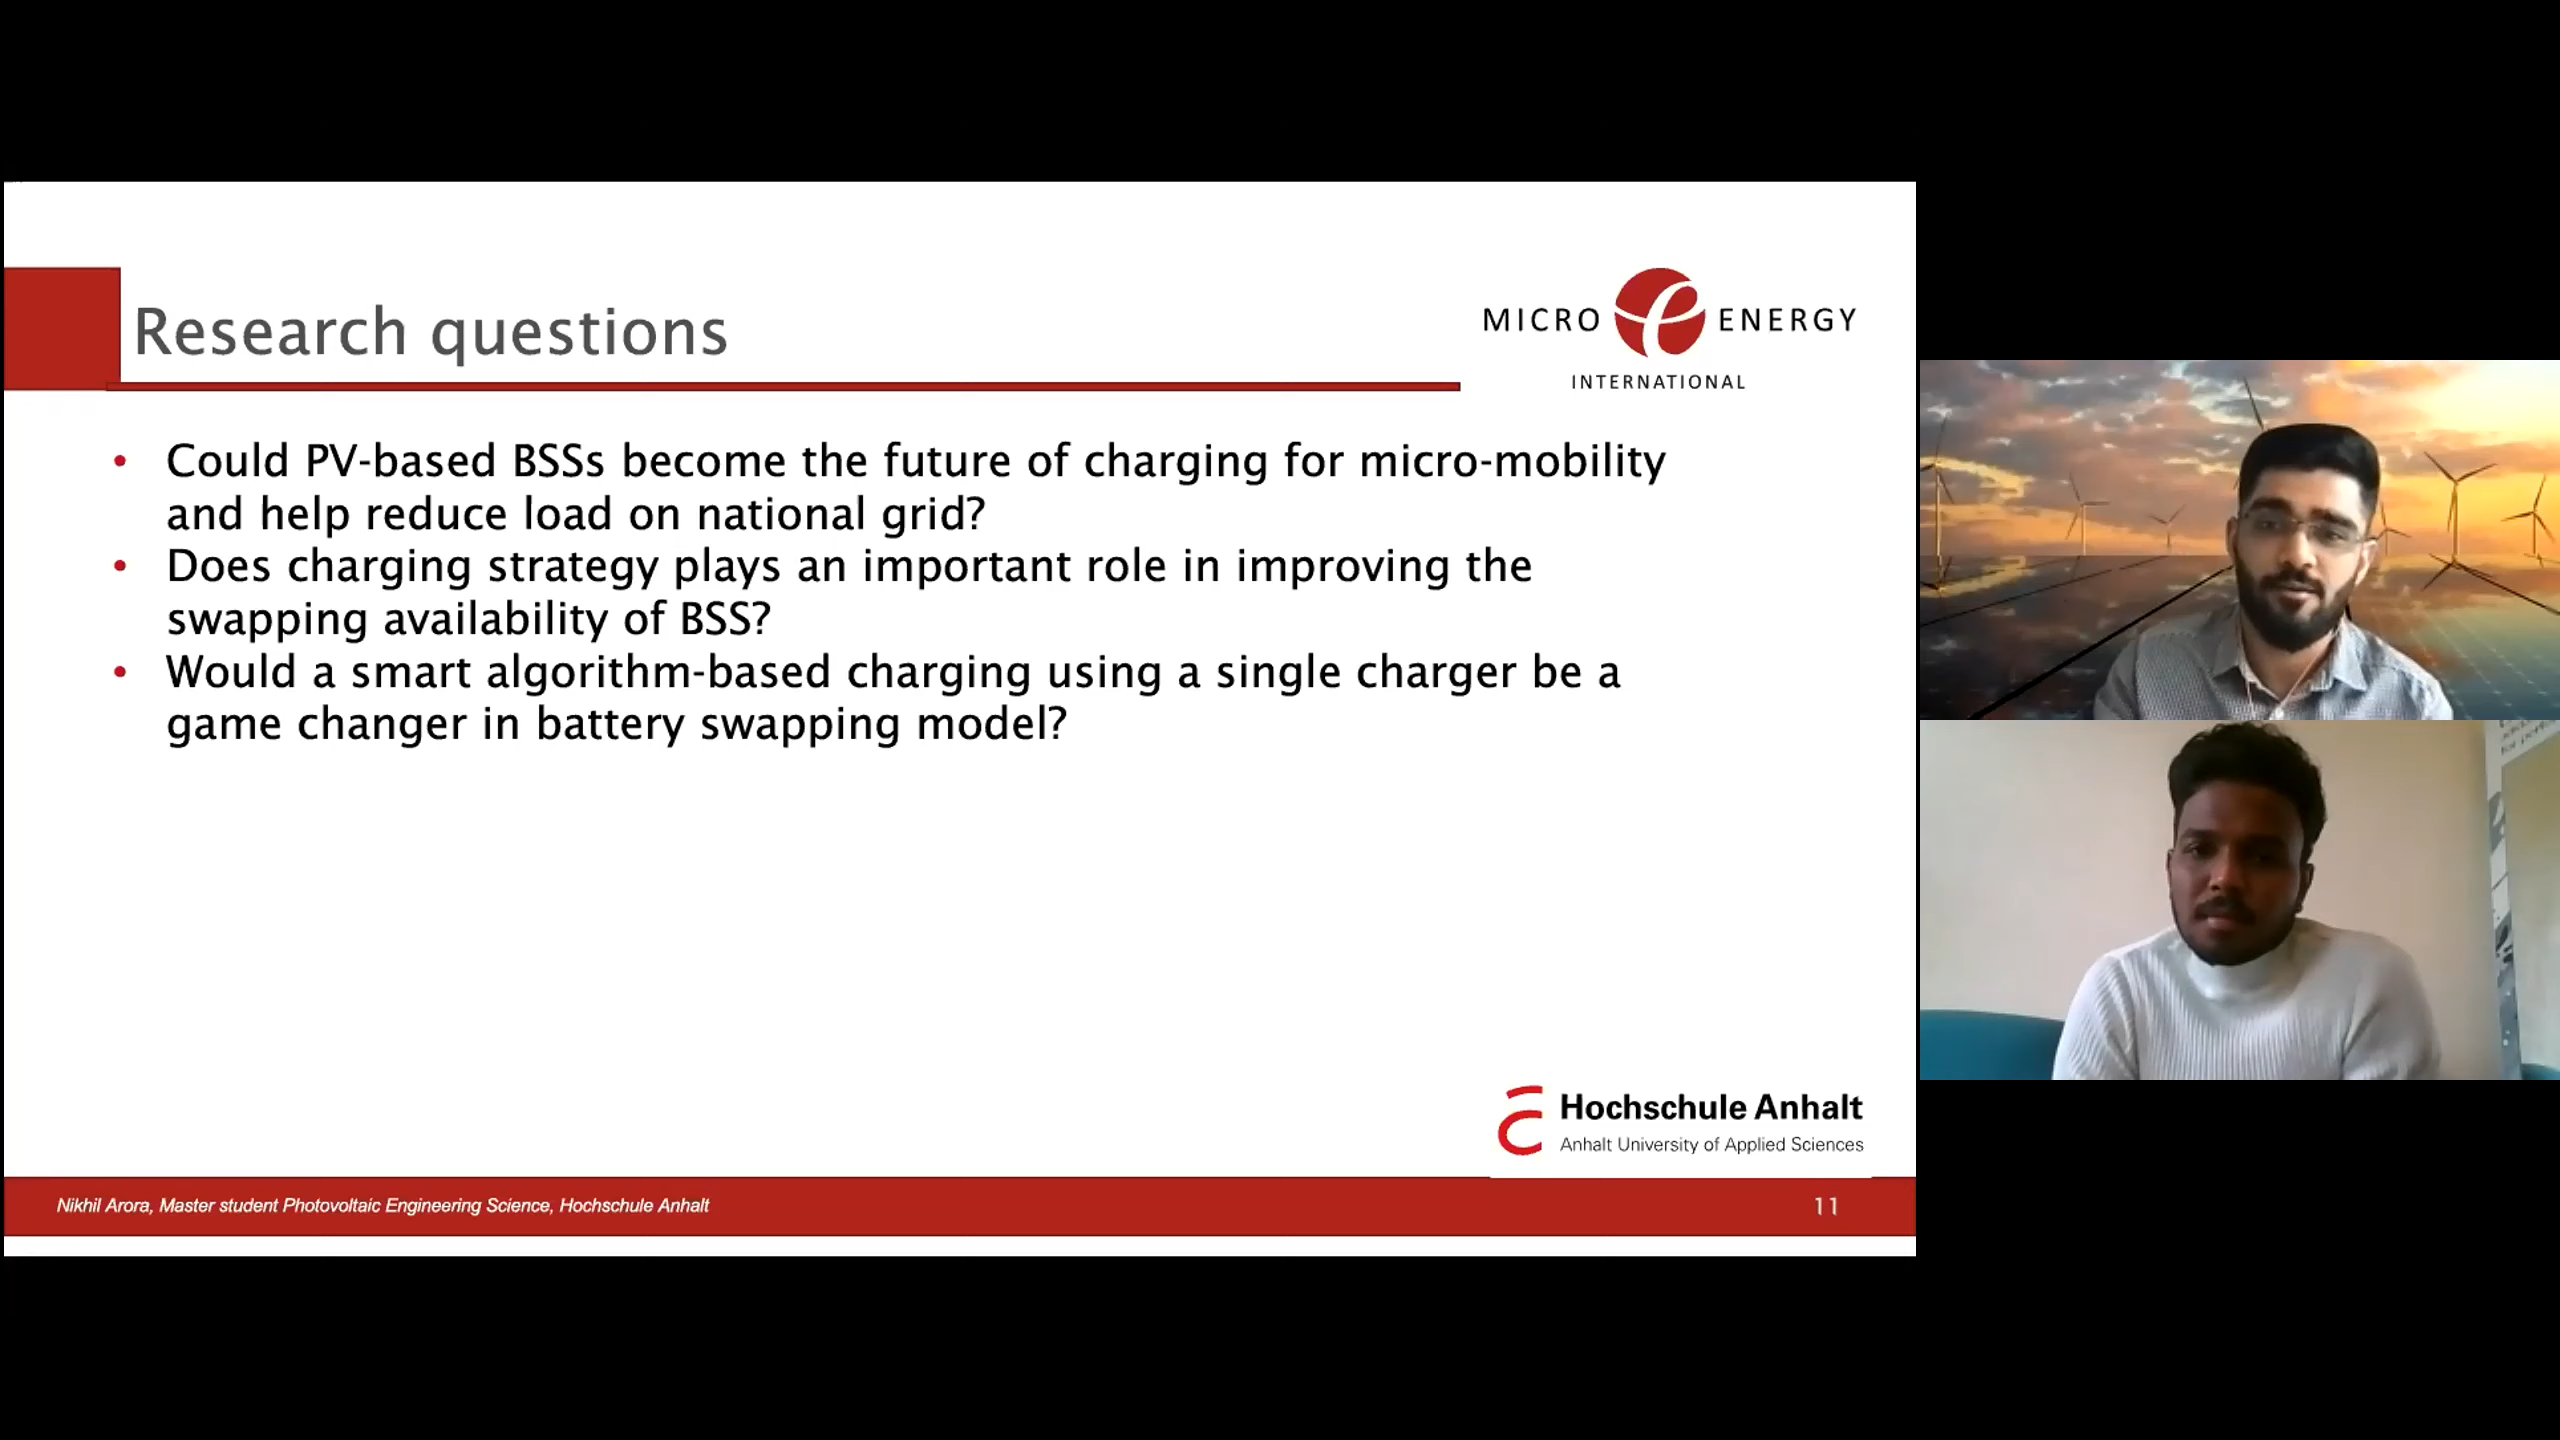 Research questions
MICRO ENERGY
INTERNATIONAL
• Could PV-based BSSs become the future of charging for micro-mobility
and help reduce load on national grid?
• Does charging strategy plays an important role in improving the
swapping availability of BSS?
• Would a smart algorithm-based charging using a single charger be a
game changer in battery swapping model?
Hochschule Anhalt
Anhalt University of Applied Sciences
Nikhil Arora, Master student Photovoltaic Engineering Science, Hochschule Anhalt
11